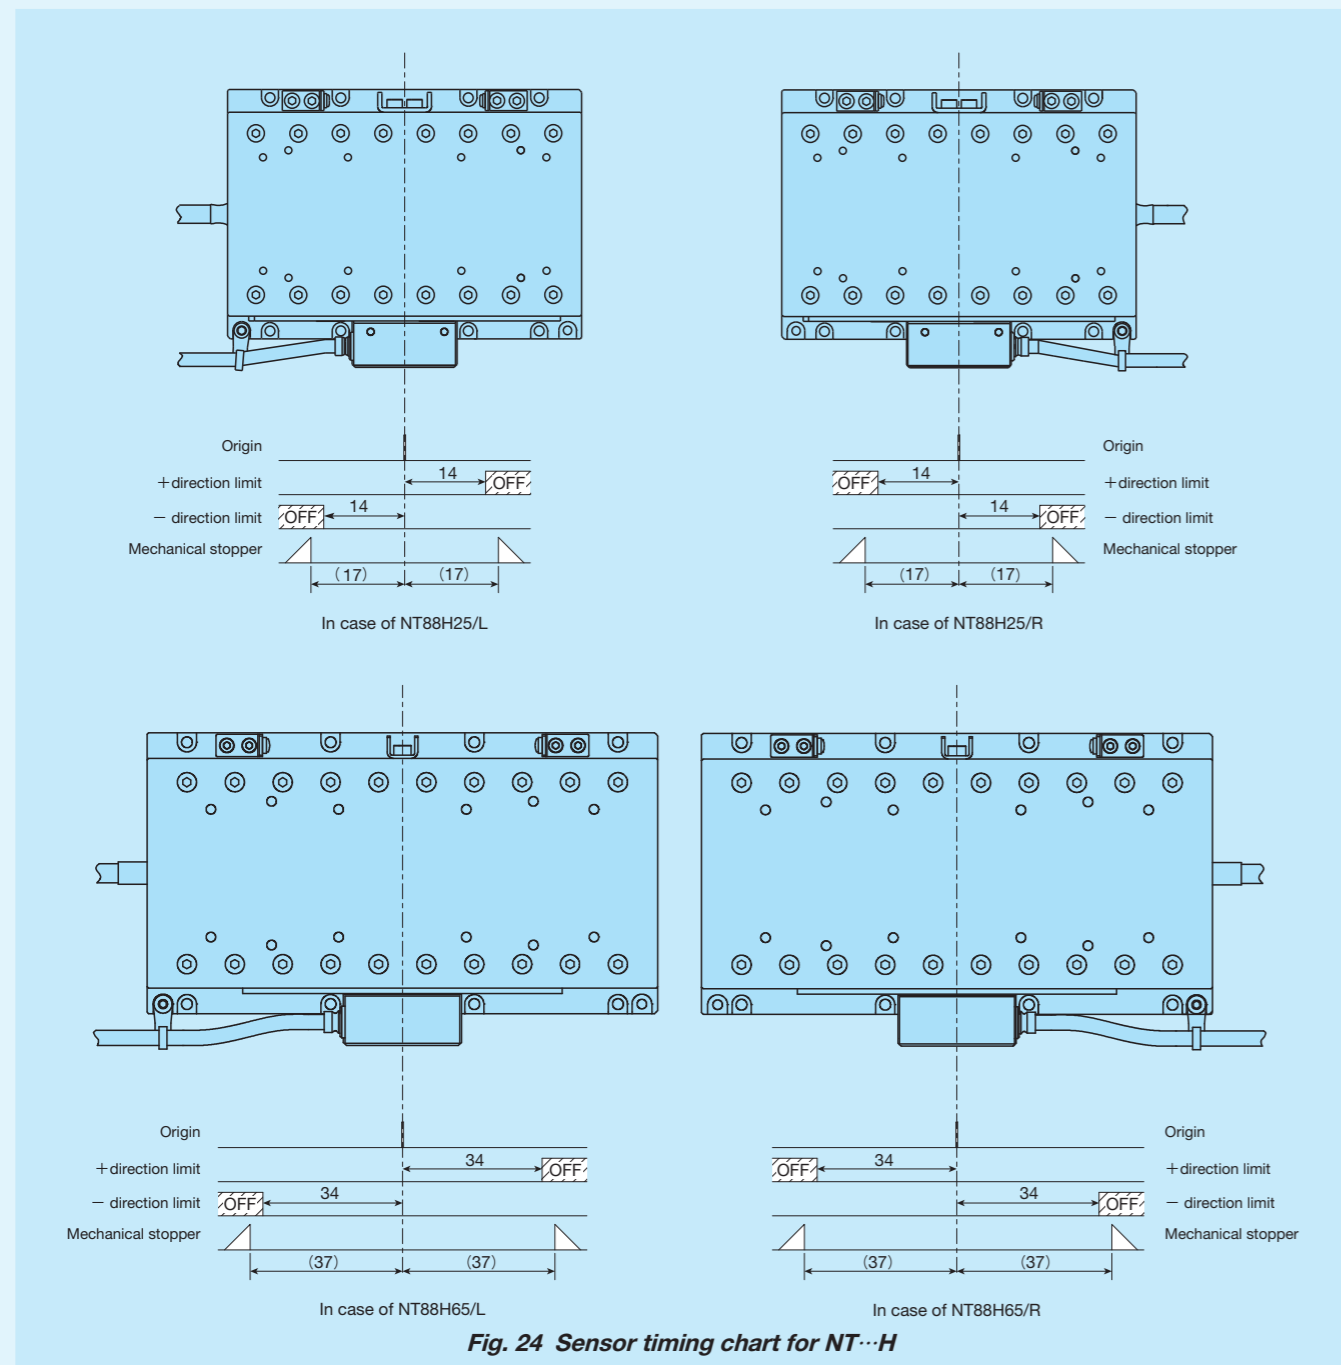 Origin
+direction limit
− direction limit
Mechanical stopper
14
OFF
OFF
14
(17)
(17)
In case of NT88H25/L
Origin
+direction limit
− direction limit
Mechanical stopper
OFF
14
14
OFF
(17)
(17)
In case of NT88H25/R
Origin
+direction limit
− direction limit
Mechanical stopper
34
OFF
OFF
34
(37)
(37)
In case of NT88H65/L
Origin
+direction limit
− direction limit
Mechanical stopper
OFF
34
34
OFF
(37)
(37)
In case of NT88H65/R
Fig. 24 Sensor timing chart for NT···H